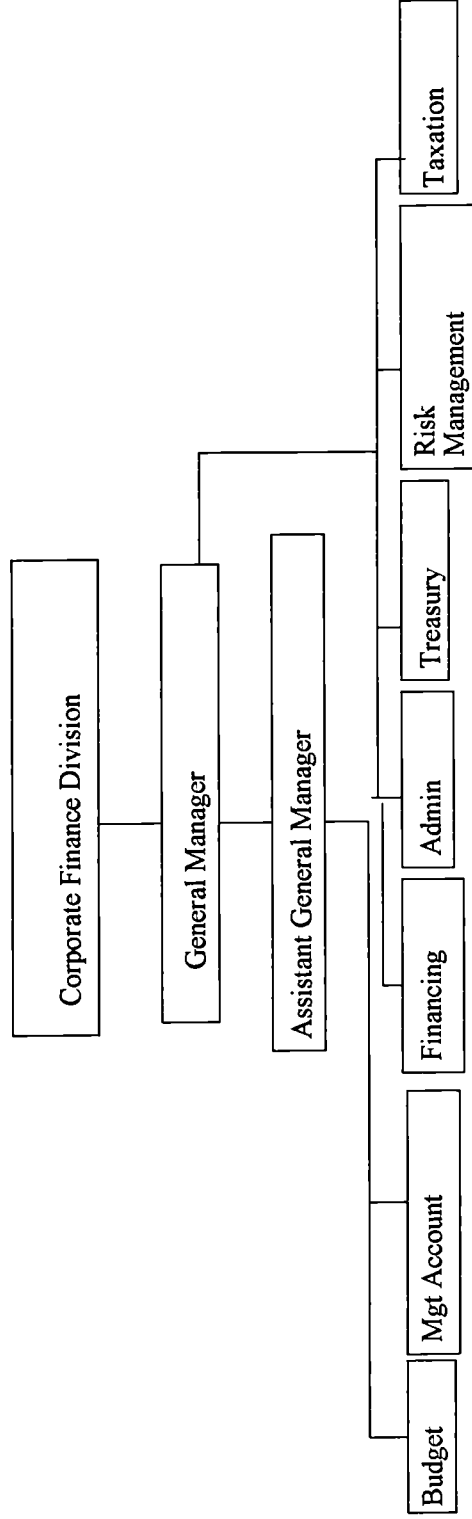 Corporate Finance Division
General Manager
Assistant General Manager
Budget
Mgt Account
Financing
Admin
Treasury
Risk
Management
Taxation